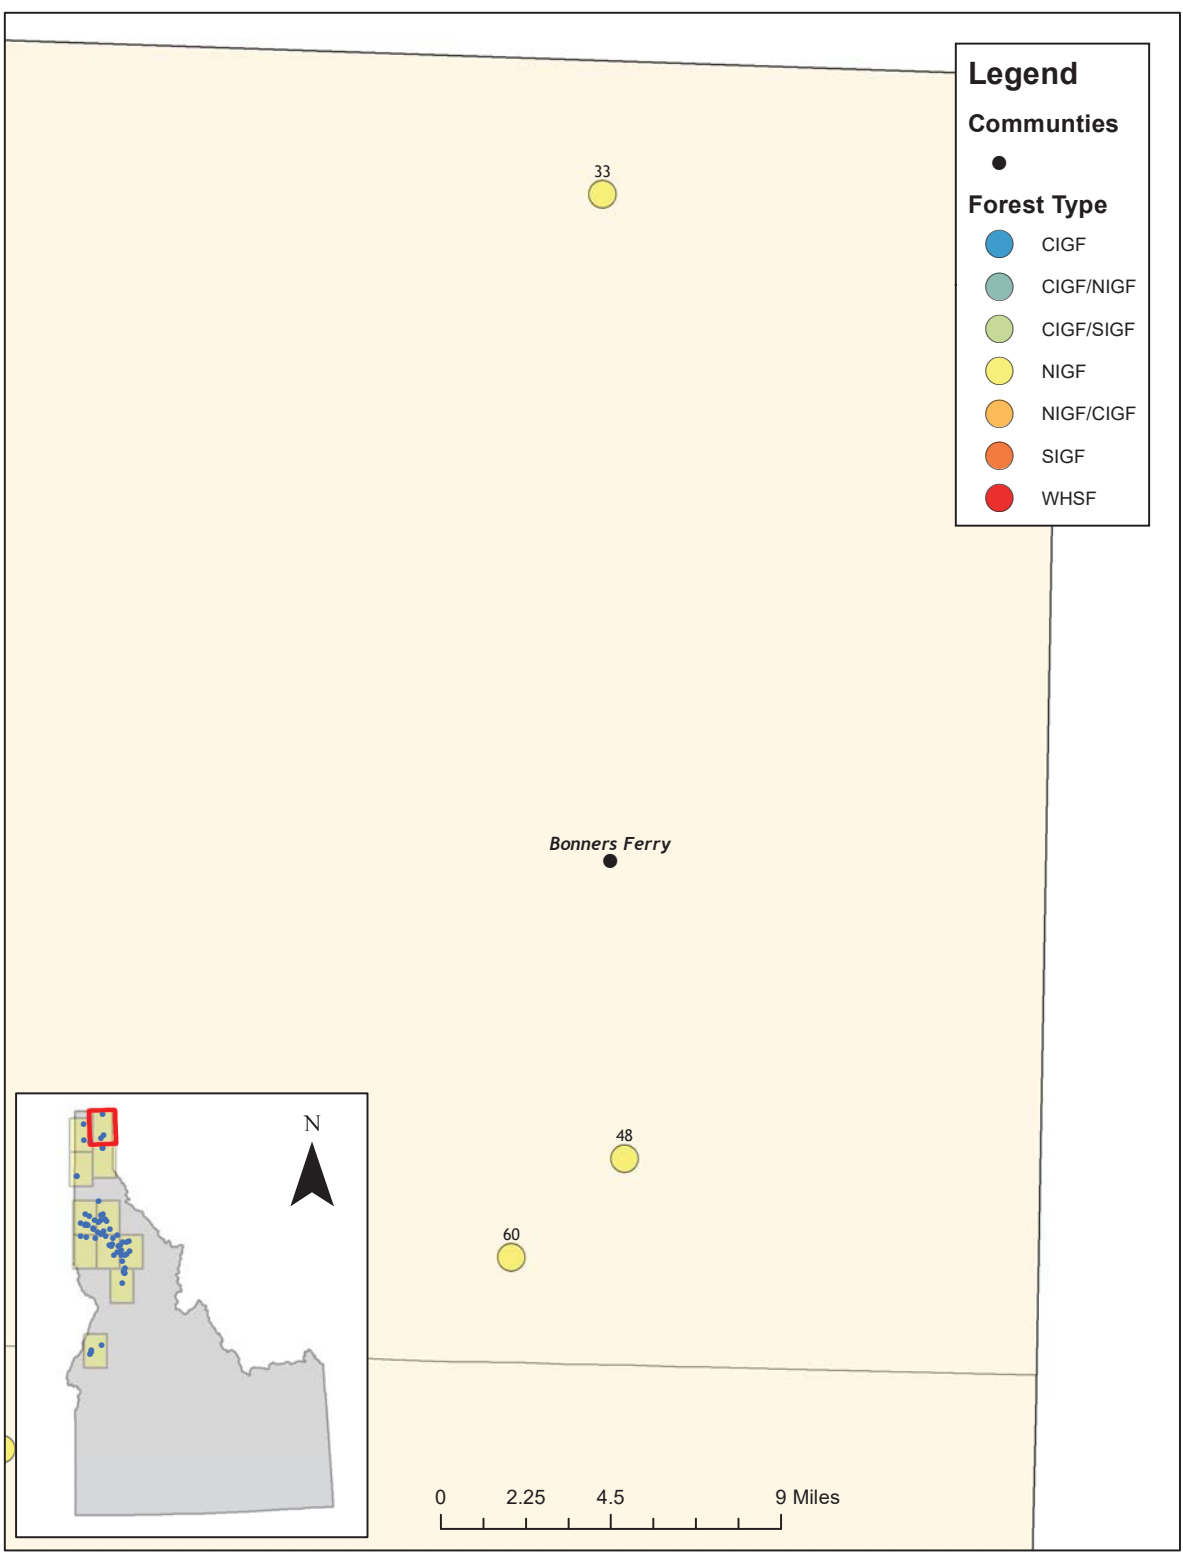 Legend
Communties
33
Forest Type
CIGF
CIGF/NIGF
CIGF/SIGF
NIGF
NIGF/CIGF
SIGF
WHSF
Bonners Ferry
N
48
60
0 2.25 4.5 9 Miles